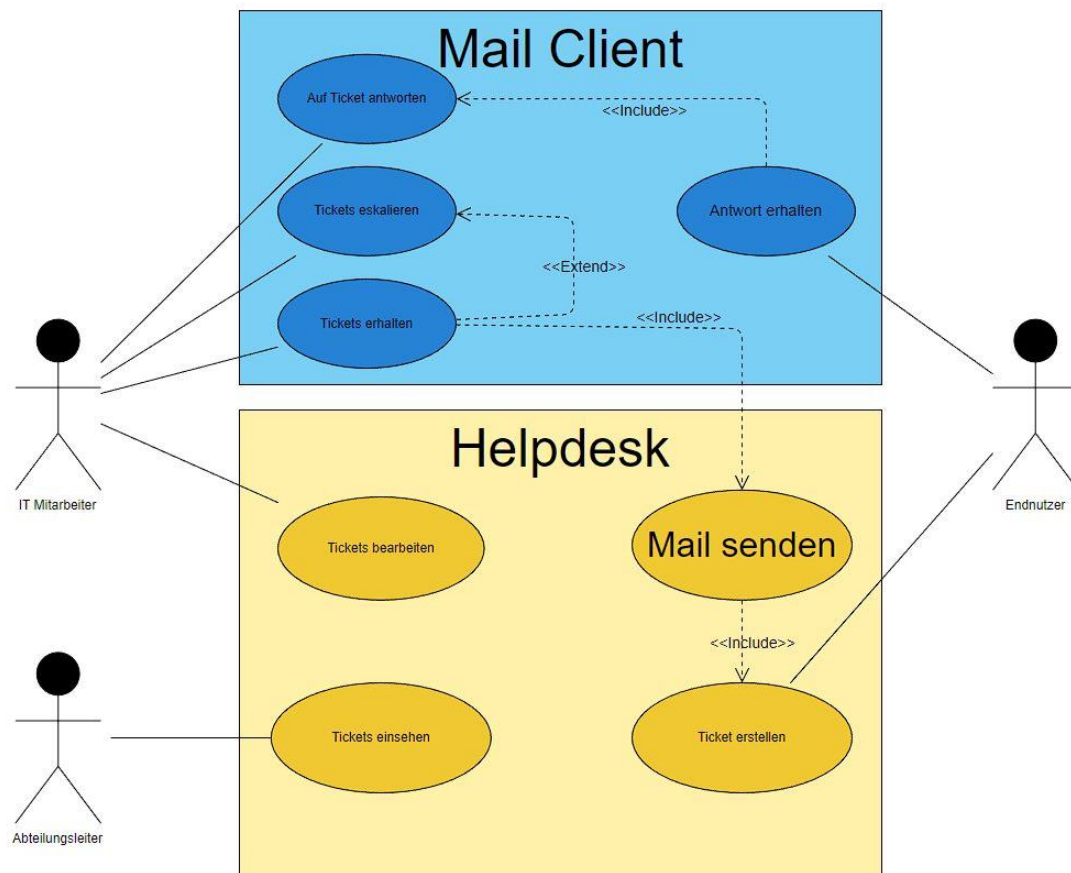 Mail Client
Auf Ticket antworten
<<Include>>
Tickets eskalieren
Antwort erhalten
<<Extend>>
Tickets erhalten
<<Include>>
IT Mitarbeiter
Endnutzer
Helpdesk
Tickets bearbeiten
Mail senden
<<Include>>
Tickets einsehen
Ticket erstellen
Abteilungsleiter